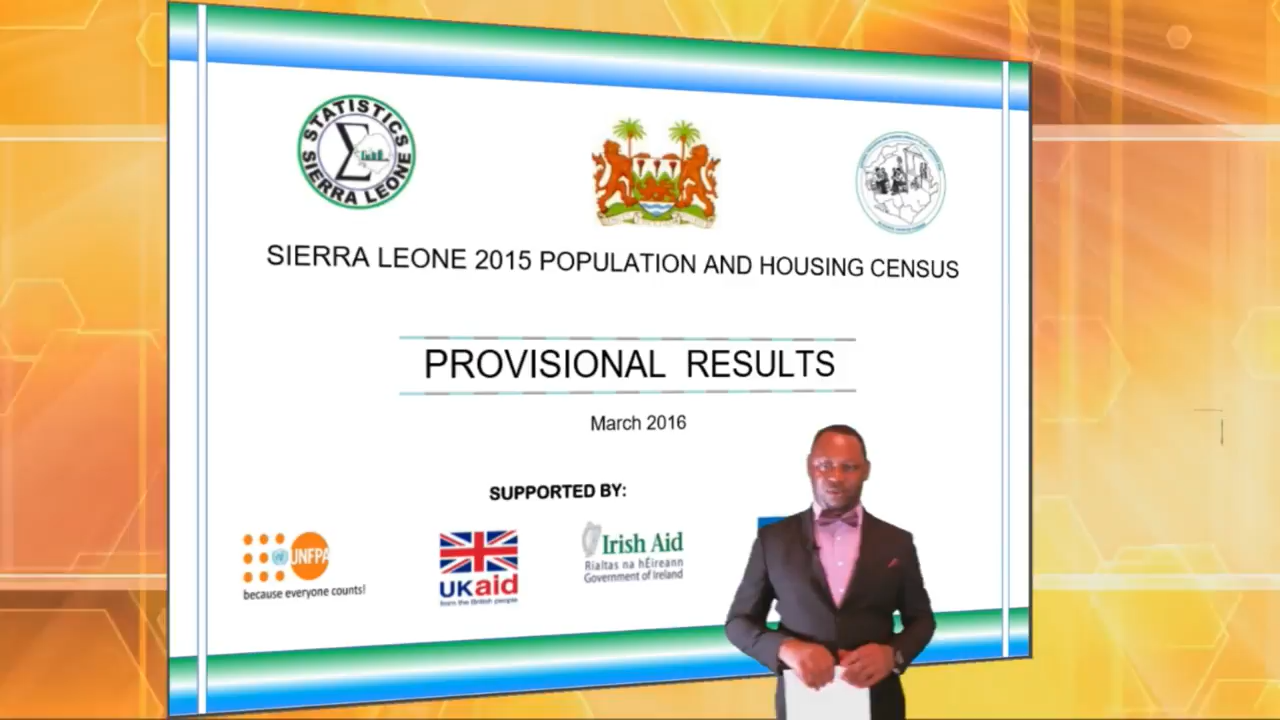 STATISTICS
SIERRA LEONE
SIERRA LEONE 2015 POPULATION AND HOUSING CENSUS
PROVISIONAL RESULTS
March 2016
SUPPORTED BY:
UNFPA
because everyone counts!
UKaid
from the British people
Irish Aid
Rialtas na hÉireann
Government of Ireland